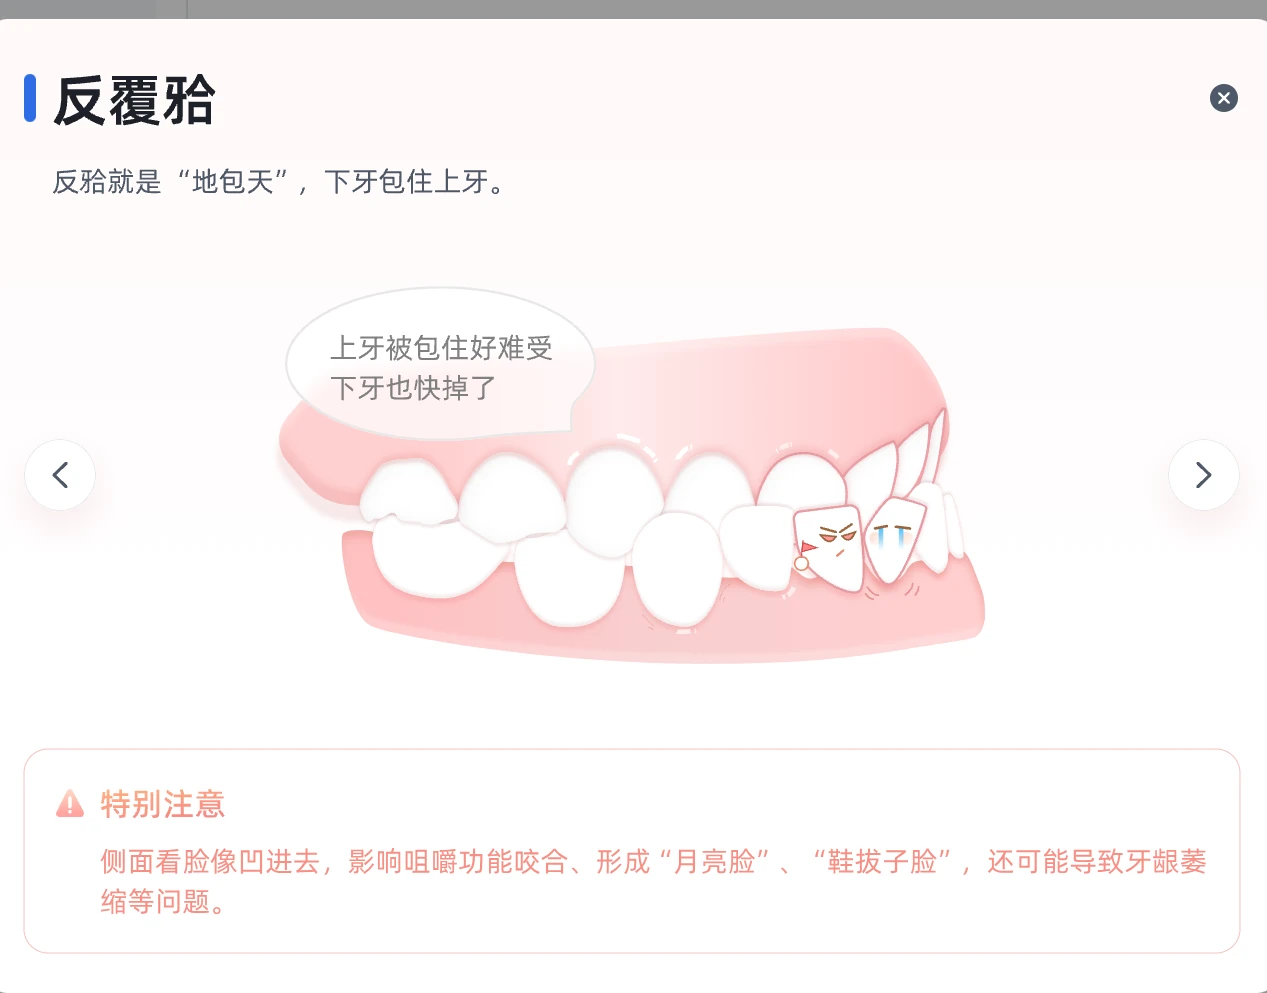 反覆𬌗
反𬌗就是“地包天”，下牙包住上牙。
上牙被包住好难受
下牙也快掉了
特别注意
侧面看脸像凹进去，影响咀嚼功能咬合、形成“月亮脸”、“鞋拔子脸”，还可能导致牙龈萎
缩等问题。